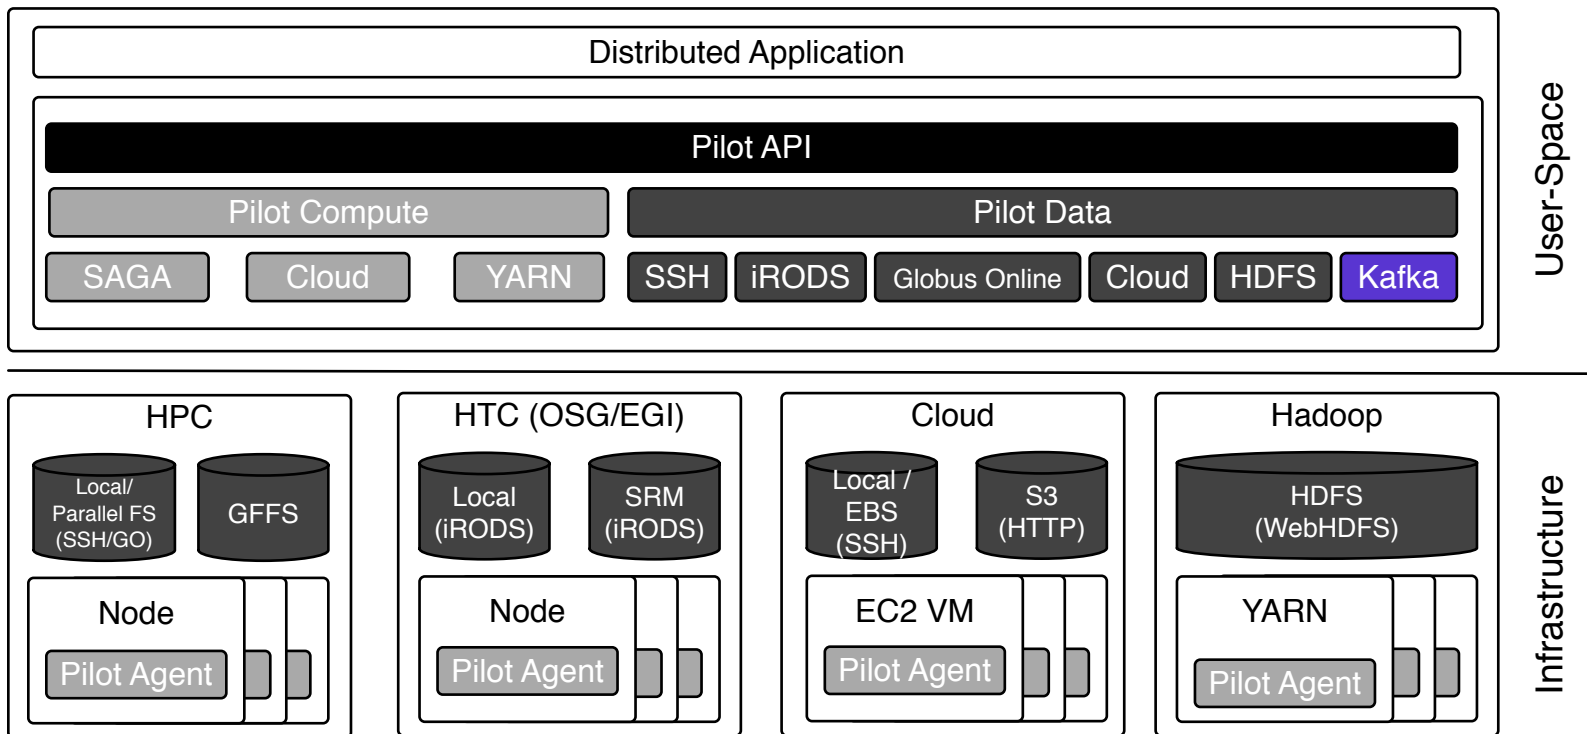 Distributed Application
Pilot API
Pilot Compute
Pilot Data
SAGA
Cloud
YARN
SSH
iRODS
Globus Online
Cloud
HDFS
Kafka
User-Space
HPC
Local/
Parallel FS
(SSH/GO)
GFFS
Node
Pilot Agent
HTC (OSG/EGI)
Local
(iRODS)
SRM
(iRODS)
Node
Pilot Agent
Cloud
Local /
EBS
(SSH)
S3
(HTTP)
EC2 VM
Pilot Agent
Hadoop
HDFS
(WebHDFS)
YARN
Pilot Agent
Infrastructure